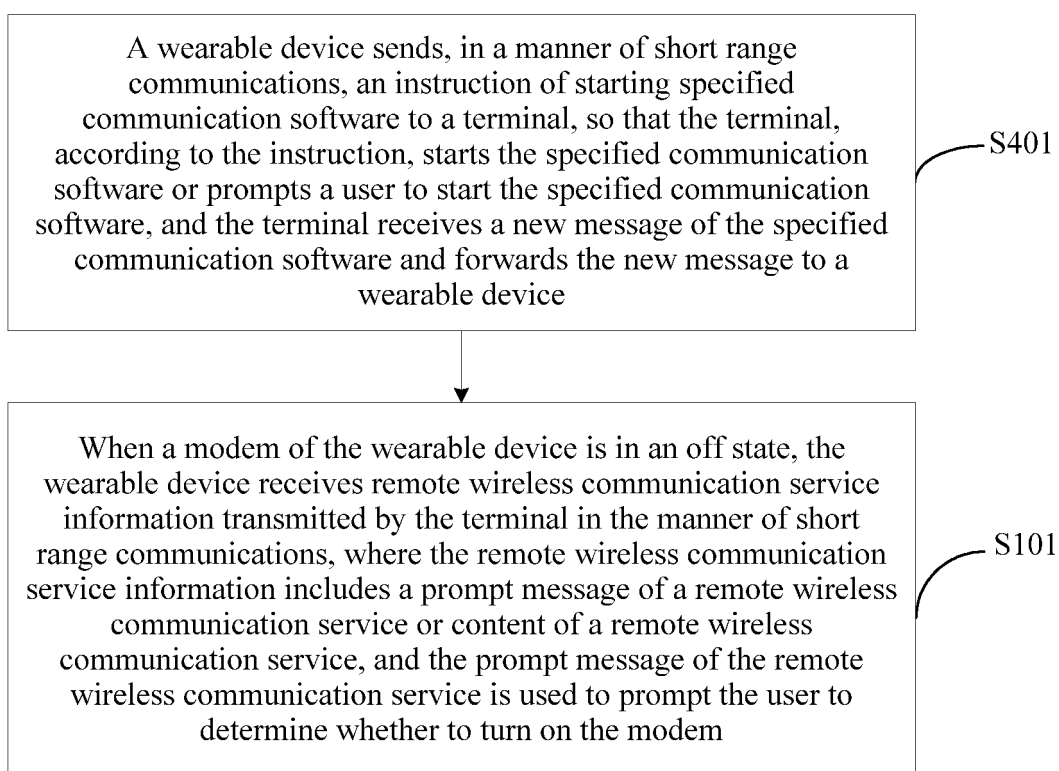 A wearable device sends, in a manner of short range
communications, an instruction of starting specified
communication software to a terminal, so that the terminal,
according to the instruction, starts the specified communication
software or prompts a user to start the specified communication
software, and the terminal receives a new message of the specified
communication software and forwards the new message to a
wearable device
S401
When a modem of the wearable device is in an off state, the
wearable device receives remote wireless communication service
information transmitted by the terminal in the manner of short
range communications, where the remote wireless communication
service information includes a prompt message of a remote wireless
communication service or content of a remote wireless
communication service, and the prompt message of the remote
wireless communication service is used to prompt the user to
determine whether to turn on the modem
S101